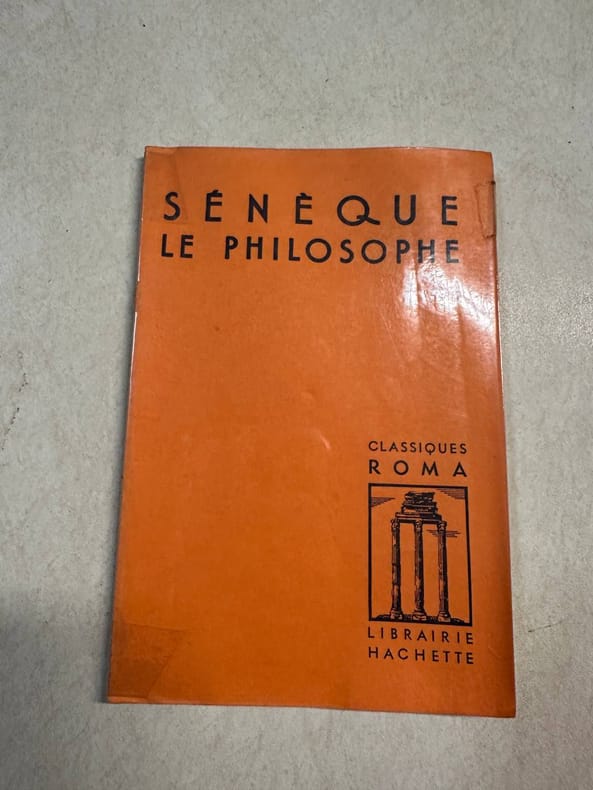 SÉNÈQUE
LE PHILOSOPHE
CLASSIQUES
ROMA
LIBRAIRIE
HACHETTE